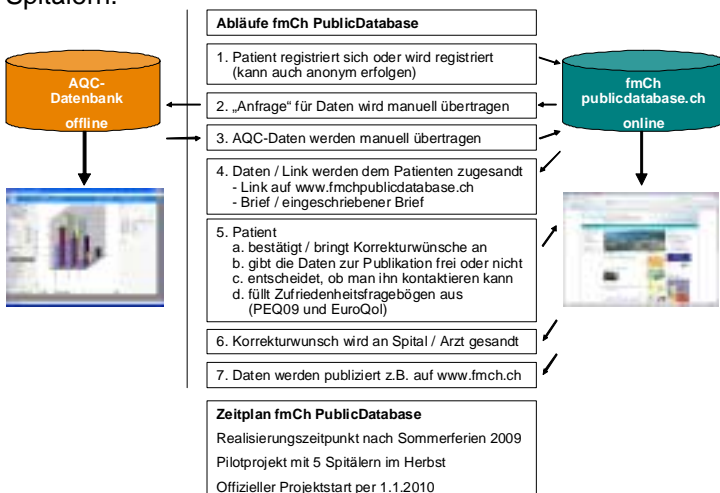 Spitälern.
Abläufe fmCh PublicDatabase
1. Patient registriert sich oder wird registriert
(kann auch anonym erfolgen)
AQC-
Datenbank
offline
fmCh
publicdatabase.ch
online
2. „Anfrage“ für Daten wird manuell übertragen
3. AQC-Daten werden manuell übertragen
4. Daten / Link werden dem Patienten zugesandt
- Link auf www.fmchpublicdatabase.ch
- Brief / eingeschriebener Brief
5. Patient
a. bestätigt / bringt Korrekturwünsche an
b. gibt die Daten zur Publikation frei oder nicht
c. entscheidet, ob man ihn kontaktieren kann
d. füllt Zufriedenheitsfragebögen aus
(PEQ09 und EuroQol)
6. Korrekturwunsch wird an Spital / Arzt gesandt
7. Daten werden publiziert z.B. auf www.fmch.ch
Zeitplan fmCh PublicDatabase
Realisierungszeitpunkt nach Sommerferien 2009
Pilotprojekt mit 5 Spitälern im Herbst
Offizieller Projektstart per 1.1.2010